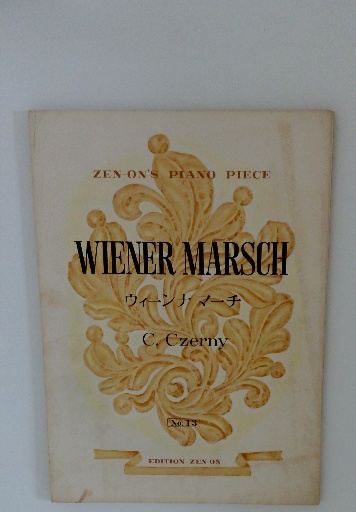 ZEN-ON'S PIANO PIECE
WIENER MARSCH
ウィーンナマーチ
C. Czerny
No.13
EDITION ZEN-ON